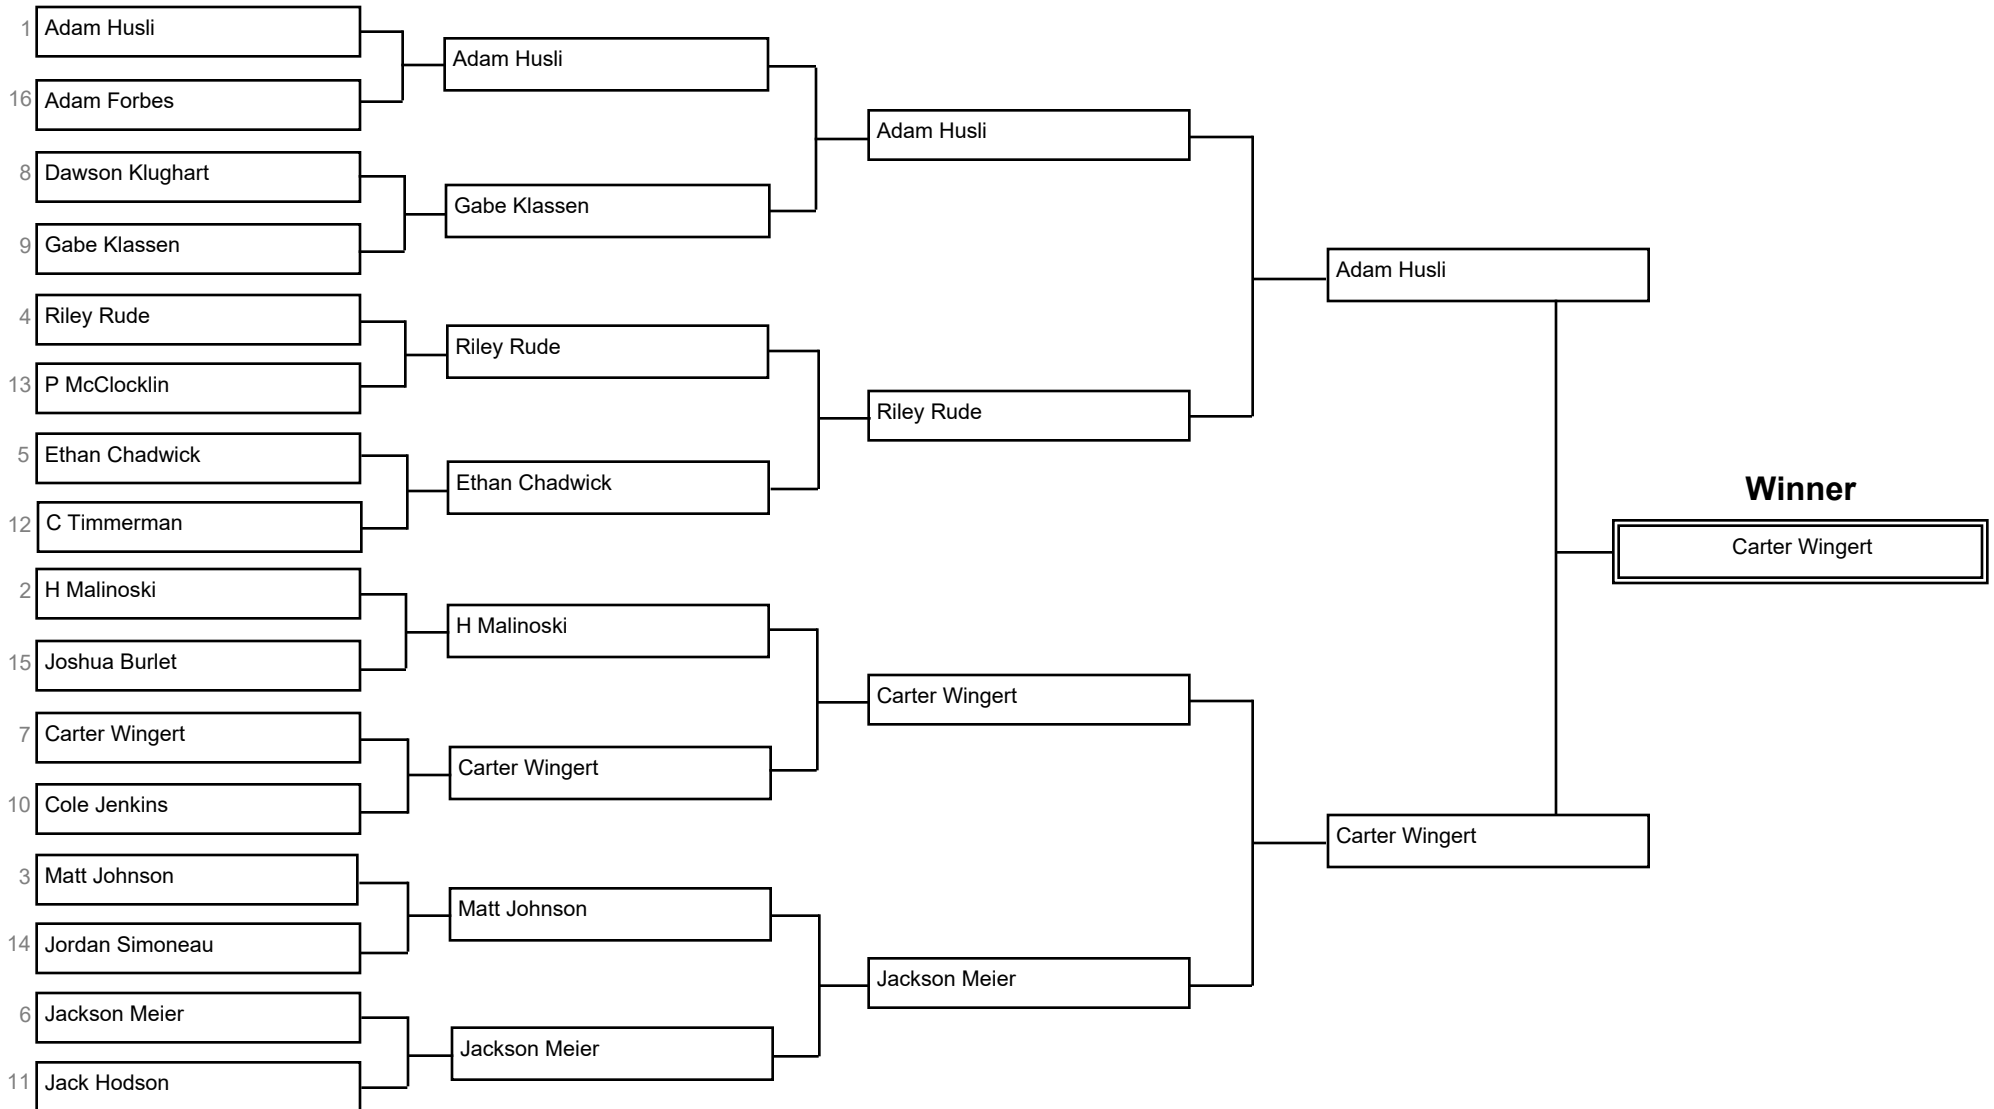 1 Adam Husli
16 Adam Forbes
8 Dawson Klughart
9 Gabe Klassen
4 Riley Rude
13 P McClocklin
5 Ethan Chadwick
12 C Timmerman
2 H Malinoski
15 Joshua Burlet
7 Carter Wingert
10 Cole Jenkins
3 Matt Johnson
14 Jordan Simoneau
6 Jackson Meier
11 Jack Hodson
Adam Husli
Gabe Klassen
Riley Rude
Ethan Chadwick
H Malinoski
Carter Wingert
Matt Johnson
Jackson Meier
Adam Husli
Riley Rude
Carter Wingert
Jackson Meier
Adam Husli
Carter Wingert
Winner
Carter Wingert